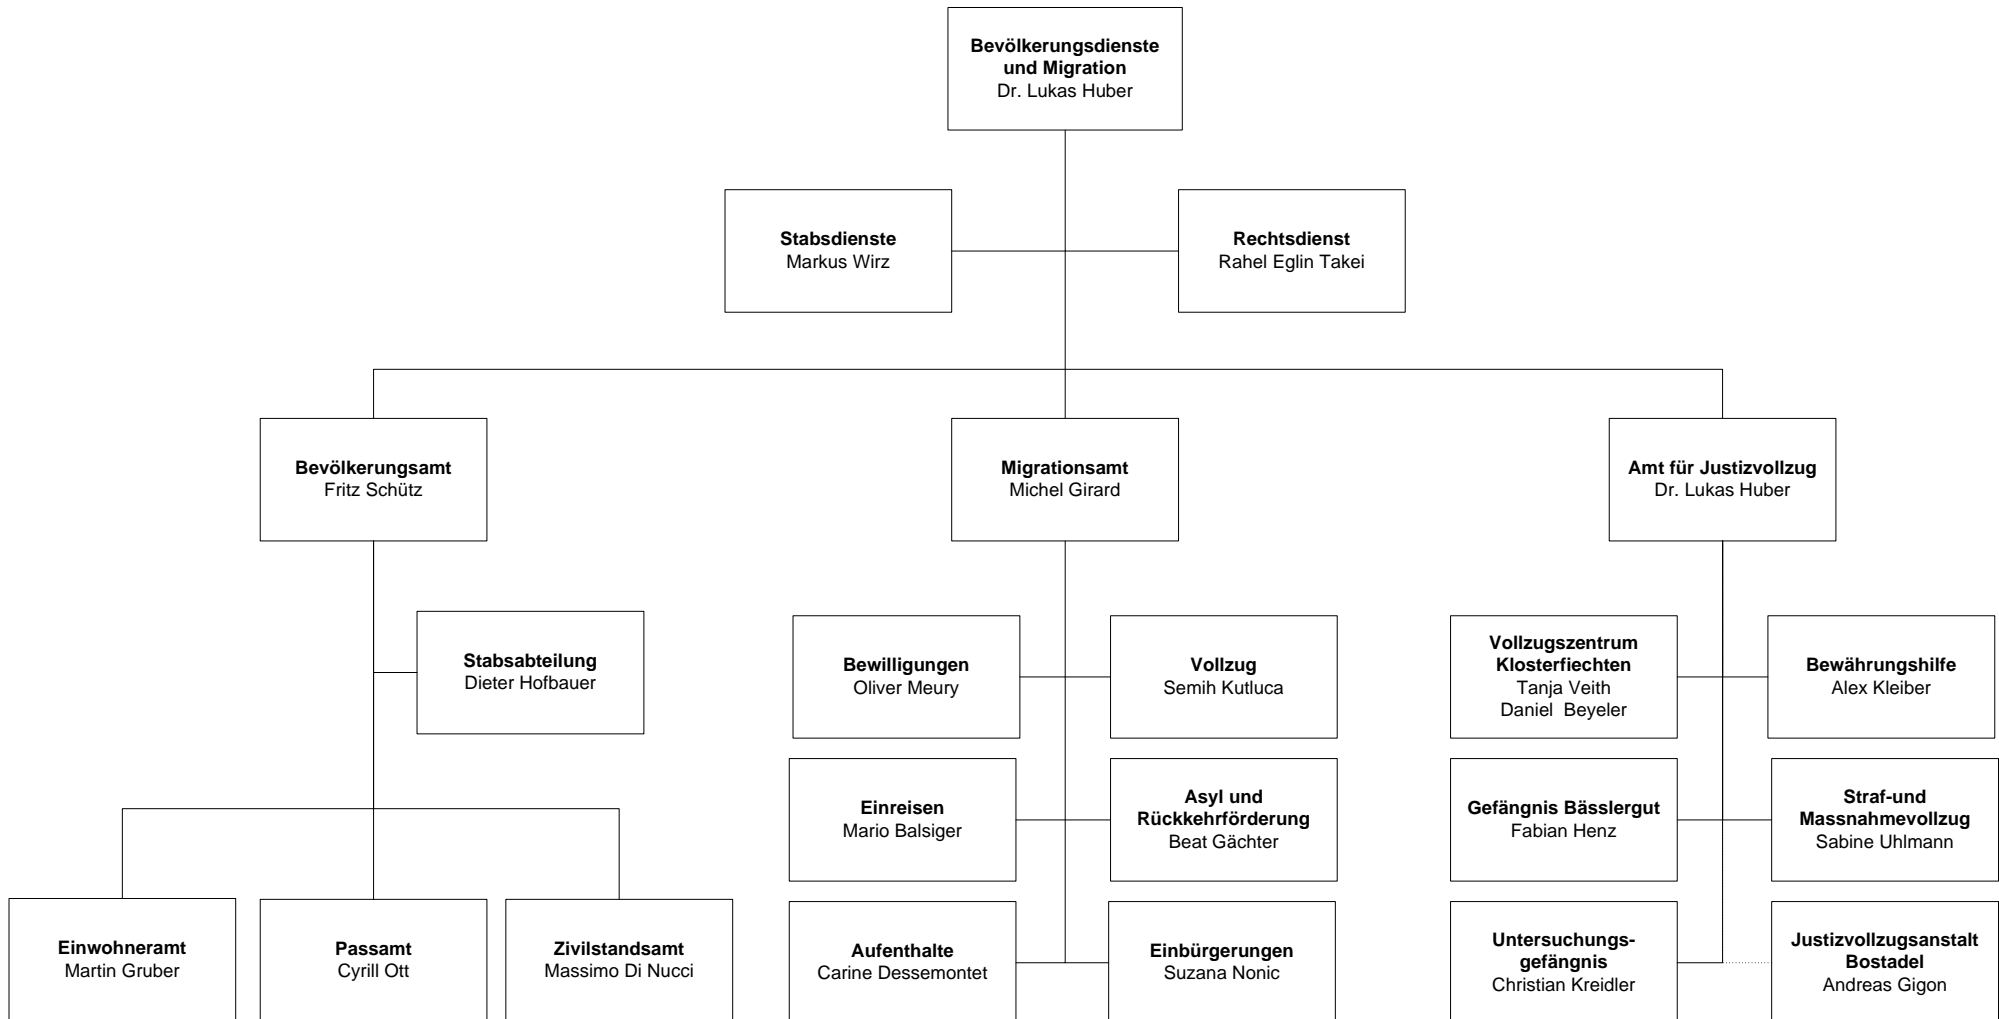 Bevölkerungsdienste
und Migration
Dr. Lukas Huber
Stabsdienste
Markus Wirz
Rechtsdienst
Rahel Eglin Takei
Bevölkerungsamt
Fritz Schütz
Migrationsamt
Michel Girard
Amt für Justizvollzug
Dr. Lukas Huber
Stabsabteilung
Dieter Hofbauer
Bewilligungen
Oliver Meury
Vollzug
Semih Kutluca
Vollzugszentrum
Klosterfiechten
Tanja Veith
Daniel  Beyeler
Bewährungshilfe
Alex Kleiber
Einreisen
Mario Balsiger
Asyl und
Rückkehrförderung
Beat Gächter
Gefängnis Bässlergut
Fabian Henz
Straf-und
Massnahmevollzug
Sabine Uhlmann
Einwohneramt
Martin Gruber
Passamt
Cyrill Ott
Zivilstandsamt
Massimo Di Nucci
Aufenthalte
Carine Dessemontet
Einbürgerungen
Suzana Nonic
Untersuchungs-
gefängnis
Christian Kreidler
Justizvollzugsanstalt
Bostadel
Andreas Gigon